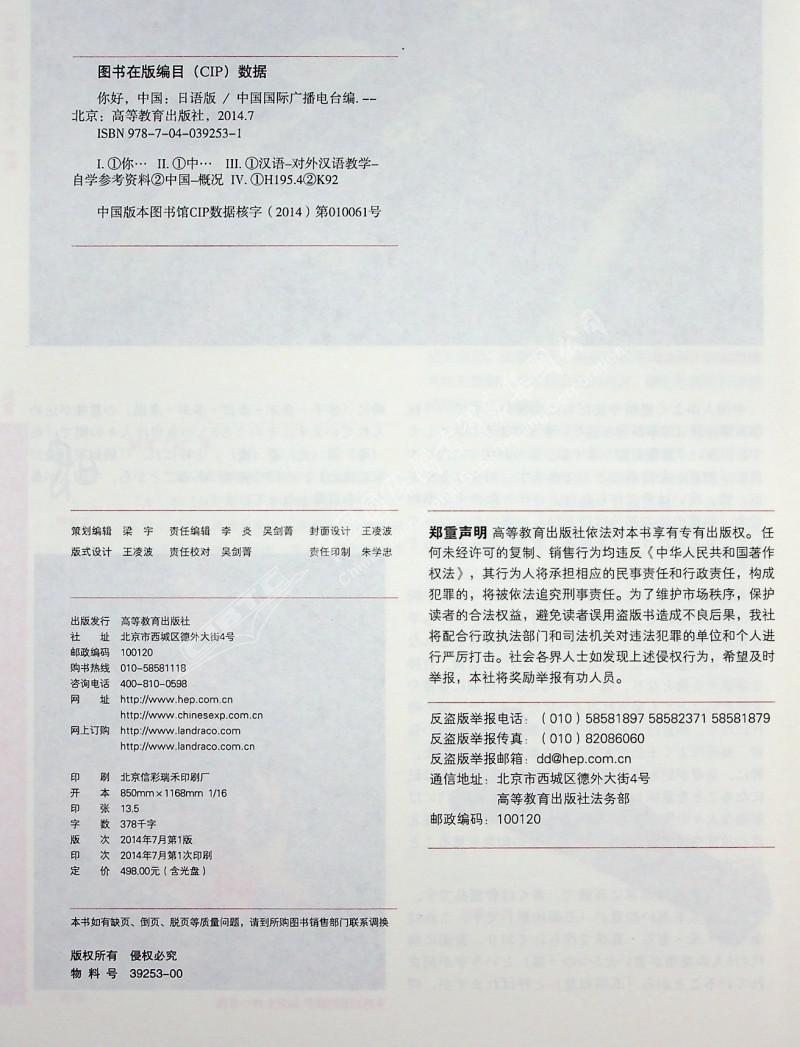 图书在版编目（CIP）数据
你好，中国：日语版 / 中国国际广播电台编. --
北京：高等教育出版社，2014.7
ISBN 978-7-04-039253-1
I. ①你… II. ①中… III. ①汉语–对外汉语教学–
自学参考资料②中国–概况 IV. ①H195.4②K92
中国版本图书馆CIP数据核字（2014）第010061号
策划编辑 梁 宇 责任编辑 李 炎 吴剑菁 封面设计 王凌波
版式设计 王凌波 责任校对 吴剑菁 责任印制 朱学忠
出版发行 高等教育出版社
社 址 北京市西城区德外大街4号
邮政编码 100120
购书热线 010-58581118
咨询电话 400-810-0598
网 址 http://www.hep.com.cn
http://www.chinesexp.com.cn
网上订购 http://www.landraco.com
http://www.landraco.com.cn
印 刷 北京信彩瑞禾印刷厂
开 本 850mm×1168mm 1/16
印 张 13.5
字 数 378千字
版 次 2014年7月第1版
印 次 2014年7月第1次印刷
定 价 498.00元（含光盘）
本书如有缺页、倒页、脱页等质量问题，请到所购图书销售部门联系调换
版权所有 侵权必究
物 料 号 39253-00
郑重声明 高等教育出版社依法对本书享有专有出版权。任
何未经许可的复制、销售行为均违反《中华人民共和国著作
权法》，其行为人将承担相应的民事责任和行政责任，构成
犯罪的，将被依法追究刑事责任。为了维护市场秩序，保护
读者的合法权益，避免读者误用盗版书造成不良后果，我社
将配合行政执法部门和司法机关对违法犯罪的单位和个人进
行严厉打击。社会各界人士如发现上述侵权行为，希望及时
举报，本社将奖励举报有功人员。
反盗版举报电话：（010）58581897 58582371 58581879
反盗版举报传真：（010）82086060
反盗版举报邮箱：dd@hep.com.cn
通信地址：北京市西城区德外大街4号
高等教育出版社法务部
邮政编码：100120